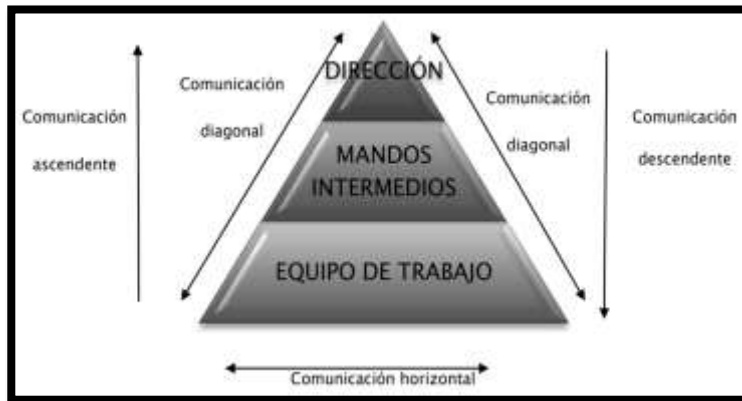 DIRECCIÓN
Comunicación
diagonal
Comunicación
diagonal
Comunicación
ascendente
Comunicación
descendente
MANDOS
INTERMEDIOS
EQUIPO DE TRABAJO
Comunicación horizontal